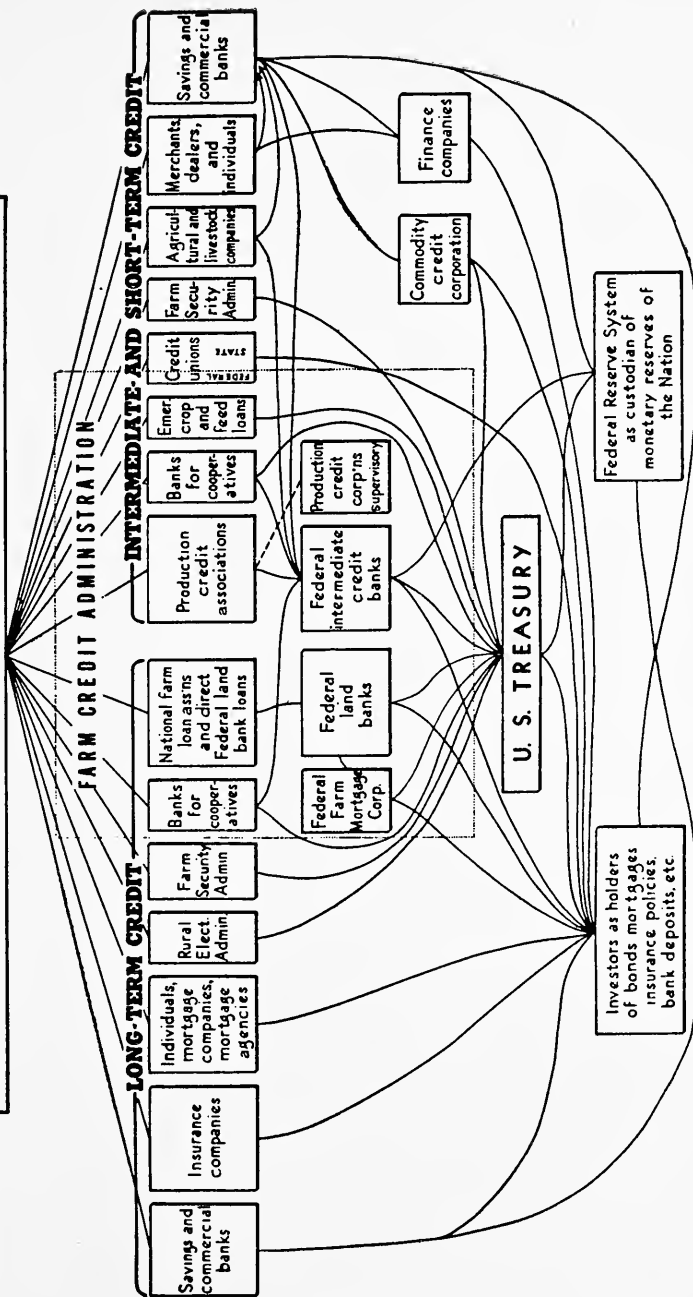 FARM CREDIT ADMINISTRATION
LONG-TERM CREDIT
INTERMEDIATE-AND SHORT-TERM CREDIT
Savings and
commercial
banks
Insurance
companies
Individuals,
mortgage
companies,
mortgage
agencies
Rural
Elect.
Admin.
Farm
Security
Admin
Banks
for
cooper-
atives
National farm
loan ass'ns
and direct
Federal land
bank loans
Production
credit
associations
Banks
for
cooper-
atives
Emer.
crop
and
feed
loans
Credit
unions
FEDERAL
STATE
Farm
Secu-
rity
Admin.
Agricul-
tural and
livestock
companies
Merchants,
dealers,
and
individuals
Savings and
commercial
banks
Federal
Farm
Mortgage
Corp.
Federal
land
banks
Federal
intermediate
credit
banks
Production
credit
corp'ns
supervisory
Commodity
credit
corporation
Finance
companies
U. S. TREASURY
Investors as holders
of bonds mortgages
insurance policies,
bank deposits, etc.
Federal Reserve System
as custodian of
monetary reserves of
the Nation